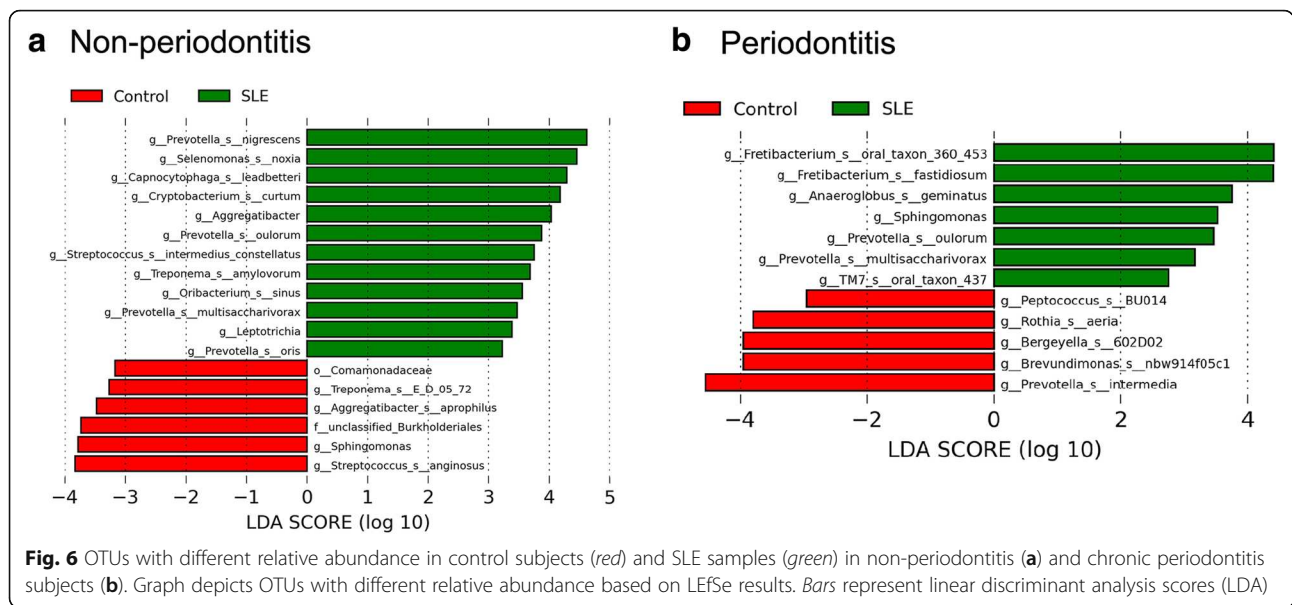 a Non-periodontitis
Control SLE
g__Prevotella_s__nigrescens
g__Selenomonas_s__noxia
g__Capnocytophaga_s__leadbetteri
g__Cryptobacterium_s__curtum
g__Aggregatibacter
g__Prevotella_s__oulorum
g__Streptococcus_s__intermedius_constellatus
g__Treponema_s__amylovorum
g__Oribacterium_s__sinus
g__Prevotella_s__multisaccharivorax
g__Leptotrichia
g__Prevotella_s__oris
o__Comamonadaceae
g__Treponema_s__E_D_05_72
g__Aggregatibacter_s__aprophilus
f__unclassified_Burkholderiales
g__Sphingomonas
g__Streptococcus_s__anginosus
−4 −3 −2 −1 0 1 2 3 4 5
LDA SCORE (log 10)
b Periodontitis
Control SLE
g__Fretibacterium_s__oral_taxon_360_453
g__Fretibacterium_s__fastidiosum
g__Anaeroglobus_s__geminatus
g__Sphingomonas
g__Prevotella_s__oulorum
g__Prevotella_s__multisaccharivorax
g__TM7_s__oral_taxon_437
g__Peptococcus_s__BU014
g__Rothia_s__aeria
g__Bergeyella_s__602D02
g__Brevundimonas_s__nbw914f05c1
g__Prevotella_s__intermedia
−4 −2 0 2 4
LDA SCORE (log 10)
Fig. 6 OTUs with different relative abundance in control subjects (red) and SLE samples (green) in non-periodontitis (a) and chronic periodontitis
subjects (b). Graph depicts OTUs with different relative abundance based on LEfSe results. Bars represent linear discriminant analysis scores (LDA)